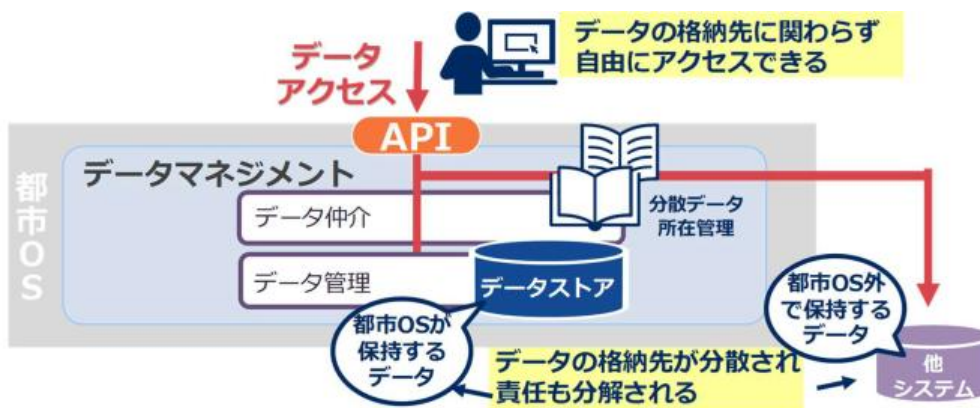 データの格納先に関わらず
自由にアクセスできる
データ
アクセス
API
都市OS
データマネジメント
データ仲介
分散データ
所在管理
データ管理
データストア
都市OSが
保持する
データ
都市OS外
で保持する
データ
データの格納先が分散され
責任も分解される
他
システム